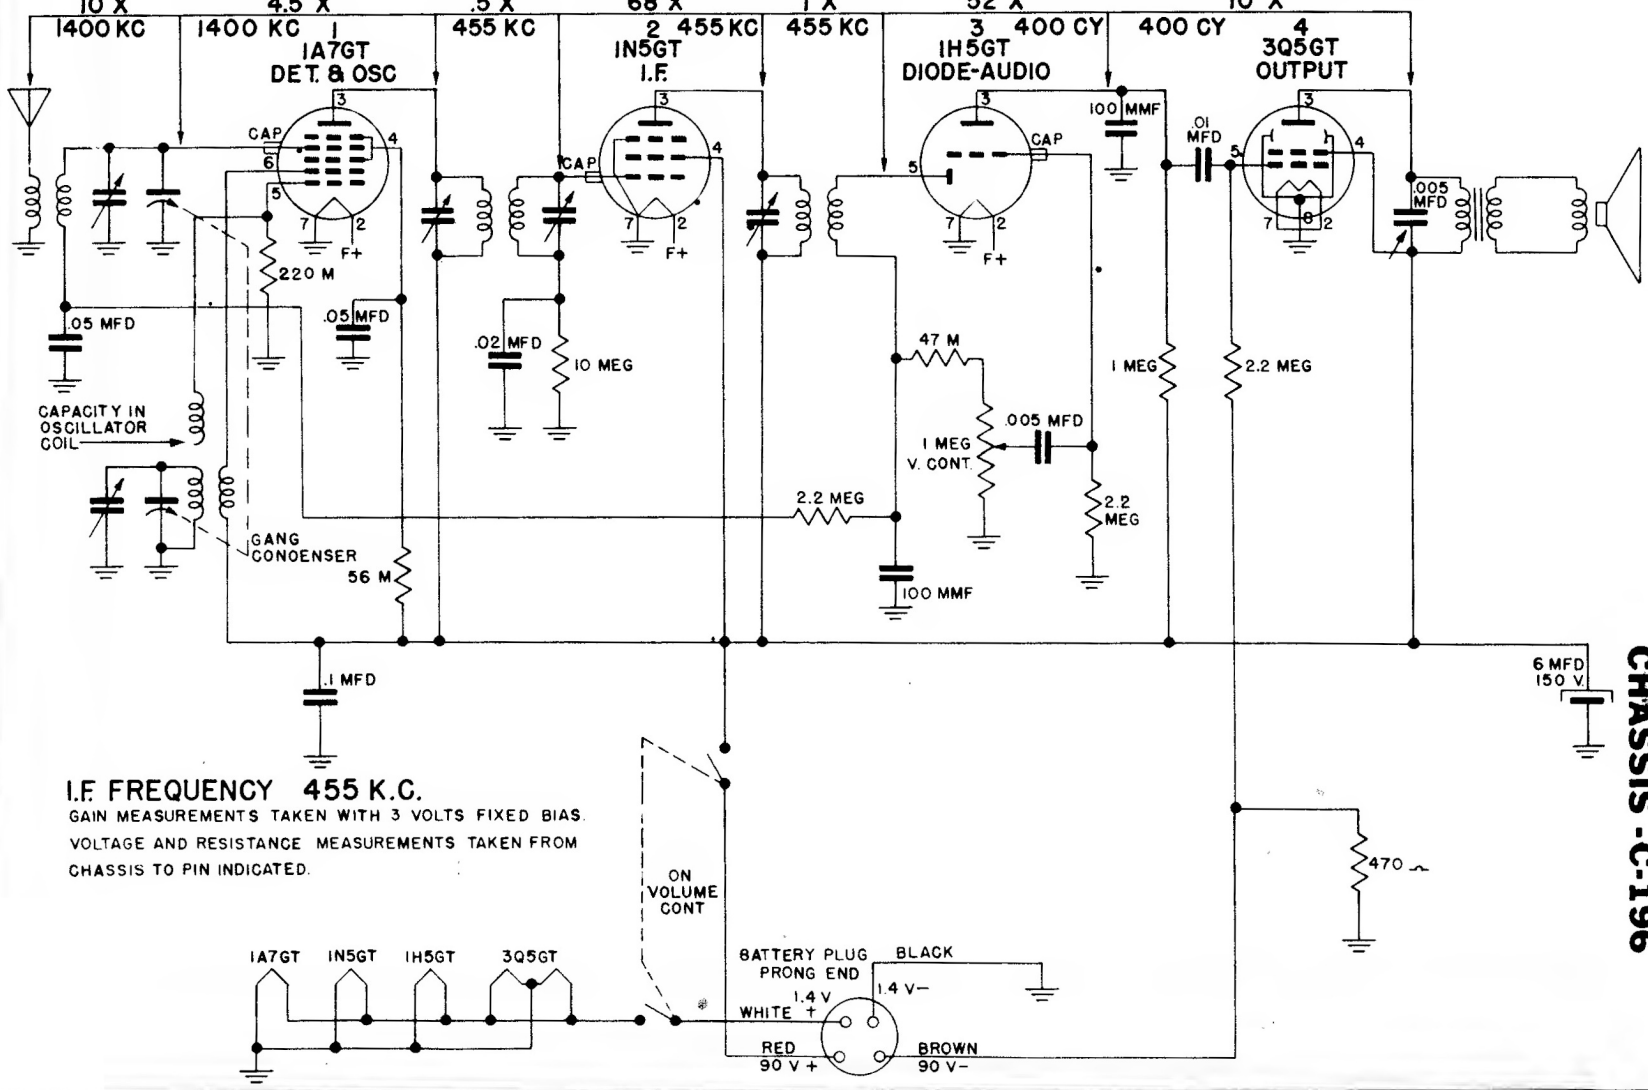 10 X 4.5 X .5 X 68 X 1 X 52 X 10 X
1400 KC 1400 KC 1 455 KC 2 455 KC 455 KC 3 400 CY 400 CY 4
1A7GT
DET. & OSC
1N5GT
I.F.
1H5GT
DIODE-AUDIO
3Q5GT
OUTPUT
3
CAP
4
6
5
7
2
F+
3
CAP
4
7
2
F+
3
5
CAP
7
2
F+
100 MMF
.01
MFD
3
5
4
7
8
2
.005
MFD
220 M
.05 MFD
.05 MFD
.02 MFD
10 MEG
47 M
1 MEG
2.2 MEG
CAPACITY IN
OSCILLATOR
COIL
.005 MFD
1 MEG
V. CONT.
2.2 MEG
2.2
MEG
GANG
CONDENSER
56 M
100 MMF
.1 MFD
6 MFD
150 V.
CHASSIS - C-196
I.F. FREQUENCY 455 K.C.
GAIN MEASUREMENTS TAKEN WITH 3 VOLTS FIXED BIAS.
VOLTAGE AND RESISTANCE MEASUREMENTS TAKEN FROM
CHASSIS TO PIN INDICATED.
ON
VOLUME
CONT
470 Ω
1A7GT 1N5GT 1H5GT 3Q5GT
BATTERY PLUG
PRONG END
BLACK
1.4 V
+
1.4 V-
WHITE
RED
90 V +
BROWN
90 V-